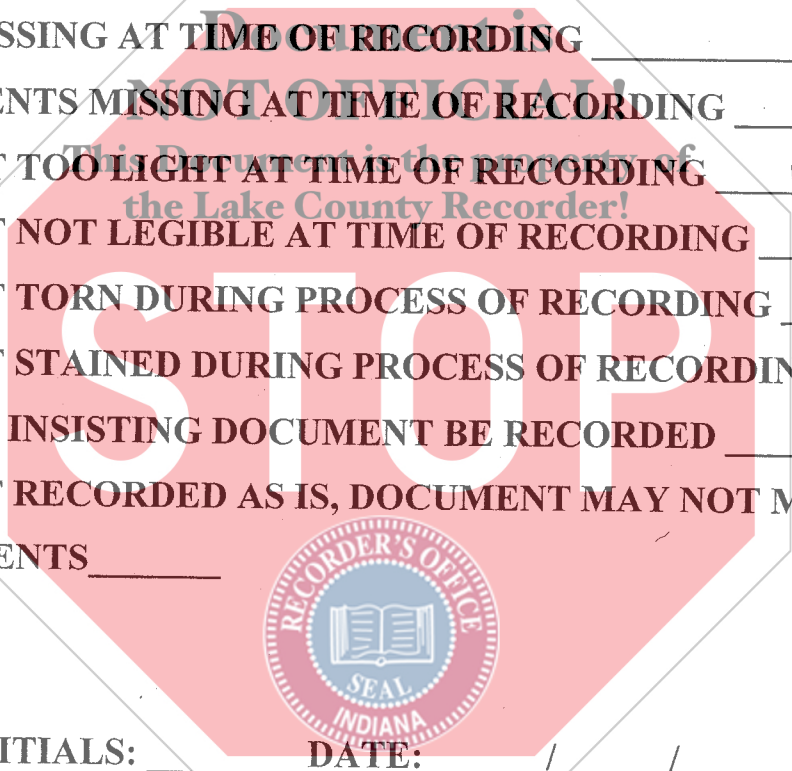 SSING AT TIME OF RECORDING
ENTS MISSING AT TIME OF RECORDING
T TOO LIGHT AT TIME OF RECORDING
T NOT LEGIBLE AT TIME OF RECORDING
T TORN DURING PROCESS OF RECORDING
T STAINED DURING PROCESS OF RECORDIN
INSISTING DOCUMENT BE RECORDED
T RECORDED AS IS, DOCUMENT MAY NOT M
ENTS
ITIALS: DATE: / /
Document is
NOT OFFICIAL!
This Document is the property of
the Lake County Recorder!
STOP
RECORDER'S OFFICE
SEAL
INDIANA